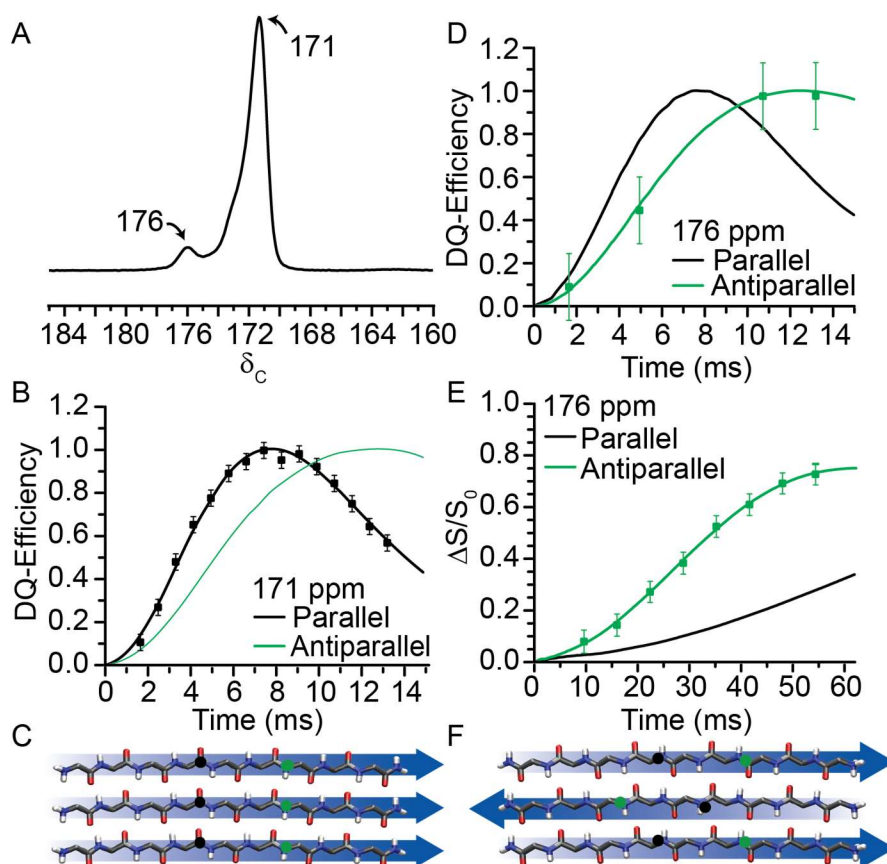 A
171
176
184 180 176 172 168 164 160
δC
B
DQ-Efficiency
1.2
1.0
0.8
0.6
0.4
0.2
0.0
171 ppm
Parallel
Antiparallel
0 2 4 6 8 10 12 14
Time (ms)
C
D
DQ-Efficiency
1.2
1.0
0.8
0.6
0.4
0.2
0.0
176 ppm
Parallel
Antiparallel
0 2 4 6 8 10 12 14
Time (ms)
E
ΔS/S0
1.0
0.8
0.6
0.4
0.2
0.0
176 ppm
Parallel
Antiparallel
0 10 20 30 40 50 60
Time (ms)
F